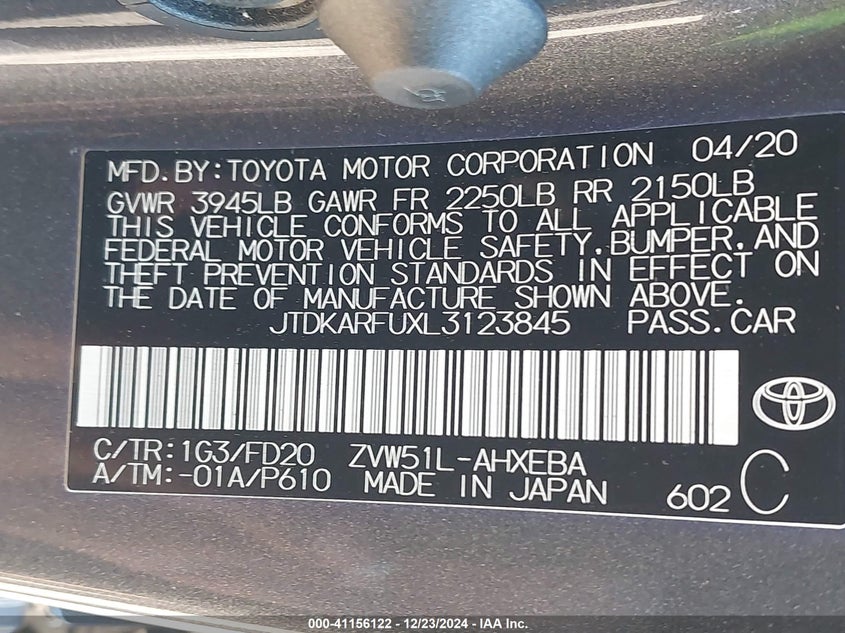 MFD.BY:TOYOTA MOTOR CORPORATION 04/20
GVWR 3945LB GAWR FR 2250LB RR 2150LB
THIS VEHICLE CONFORMS TO ALL APPLICABLE
FEDERAL MOTOR VEHICLE SAFETY,BUMPER,AND
THEFT PREVENTION STANDARDS IN EFFECT ON
THE DATE OF MANUFACTURE SHOWN ABOVE.
JTDKARFUXL3123845 PASS.CAR
C/TR:1G3/FD20 ZVW51L-AHXEBA
A/TM:-01A/P610 MADE IN JAPAN 602 C
000-41156122 - 12/23/2024 - IAA Inc.